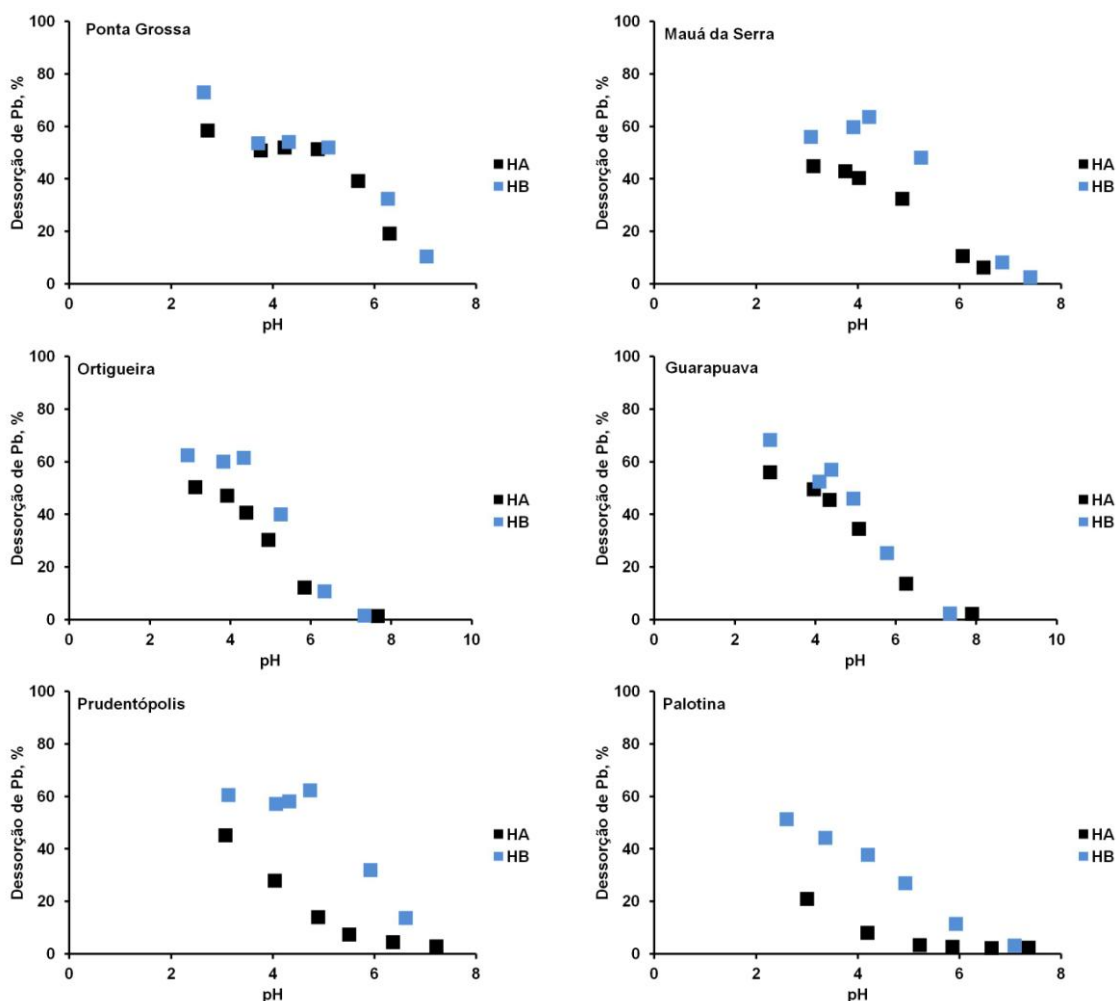 Ponta Grossa
Dessorção de Pb, %
100
80
60
40
20
0
0 2 4 6 8
pH
HA
HB
Mauá da Serra
Dessorção de Pb, %
100
80
60
40
20
0
0 2 4 6 8
pH
HA
HB
Ortigueira
Dessorção de Pb, %
100
80
60
40
20
0
0 2 4 6 8 10
pH
HA
HB
Guarapuava
Dessorção de Pb, %
100
80
60
40
20
0
0 2 4 6 8 10
pH
HA
HB
Prudentópolis
Dessorção de Pb, %
100
80
60
40
20
0
0 2 4 6 8
pH
HA
HB
Palotina
Dessorção de Pb, %
100
80
60
40
20
0
0 2 4 6 8
pH
HA
HB